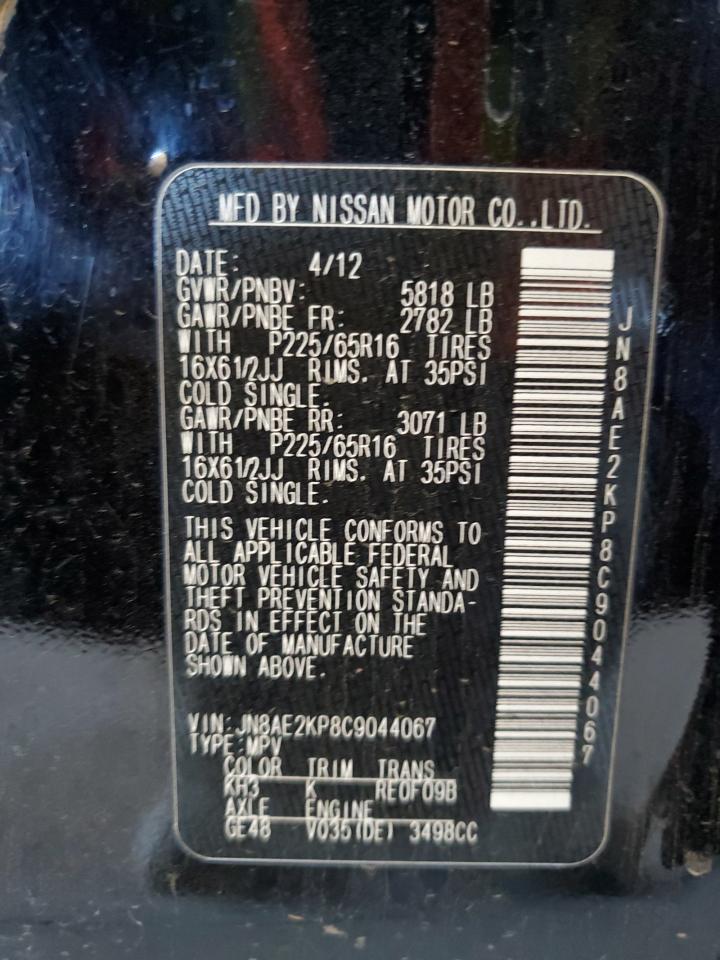 MFD BY NISSAN MOTOR CO.,LTD.
DATE: 4/12
GVWR/PNBV: 5818 LB
GAWR/PNBE FR: 2782 LB
WITH P225/65R16 TIRES
16X61/2JJ RIMS. AT 35PSI
COLD SINGLE.
GAWR/PNBE RR: 3071 LB
WITH P225/65R16 TIRES
16X61/2JJ RIMS. AT 35PSI
COLD SINGLE.
THIS VEHICLE CONFORMS TO
ALL APPLICABLE FEDERAL
MOTOR VEHICLE SAFETY AND
THEFT PREVENTION STANDA-
RDS IN EFFECT ON THE
DATE OF MANUFACTURE
SHOWN ABOVE.
VIN:JN8AE2KP8C9044067
TYPE:MPV
COLOR TRIM TRANS
KH3 K RE0F09B
AXLE ENGINE
GE48 VQ35(DE) 3498CC
JN8AE2KP8C9044067